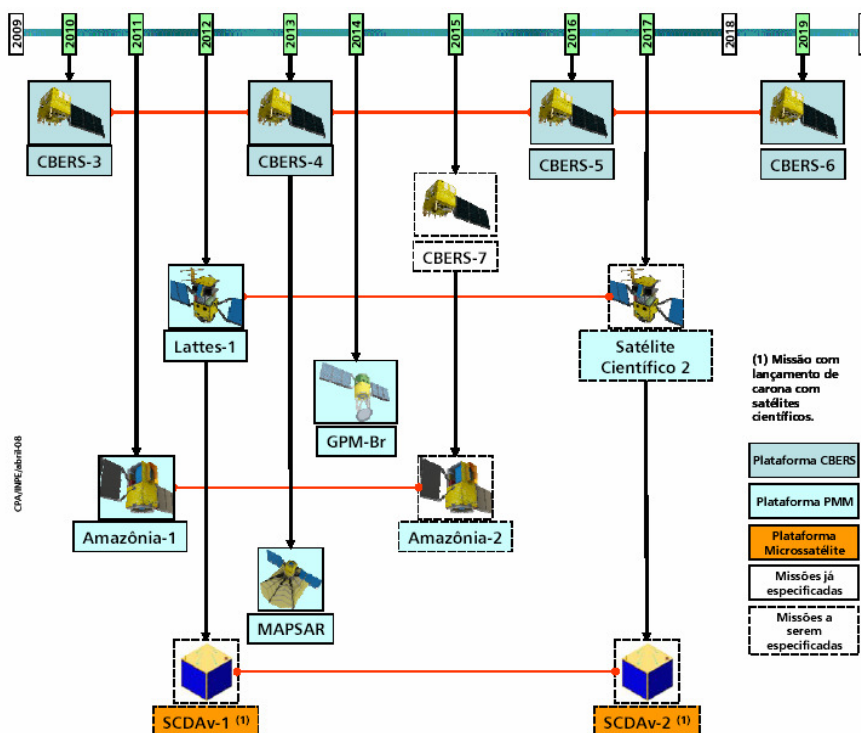 2009
2010
2011
2012
2013
2014
2015
2016
2017
2018
2019
CBERS-3
CBERS-4
CBERS-5
CBERS-6
CBERS-7
Lattes-1
Satélite
Científico 2
GPM-Br
(1) Missão com
lançamento de
carona com
satélites
científicos.
CPA/INPE/abril-08
Amazônia-1
Amazônia-2
MAPSAR
Plataforma CBERS
Plataforma PMM
Plataforma
Microssatélite
Missões já
especificadas
Missões a
serem
especificadas
SCDAv-1 (1)
SCDAv-2 (1)